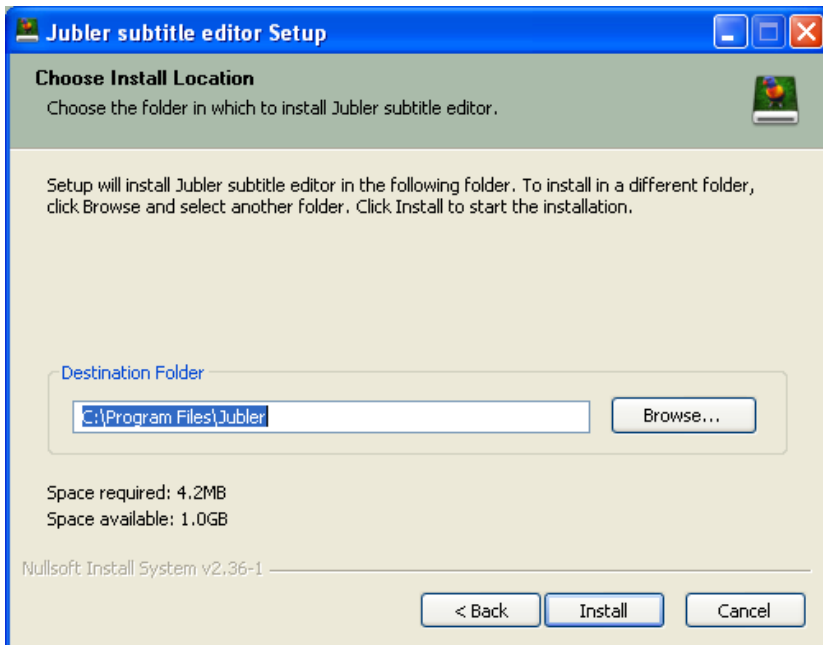 Jubler subtitle editor Setup
Choose Install Location
Choose the folder in which to install Jubler subtitle editor.
Setup will install Jubler subtitle editor in the following folder. To install in a different folder,
click Browse and select another folder. Click Install to start the installation.
Destination Folder
C:\Program Files\Jubler
Browse...
Space required: 4.2MB
Space available: 1.0GB
Nullsoft Install System v2.36-1
< Back
Install
Cancel